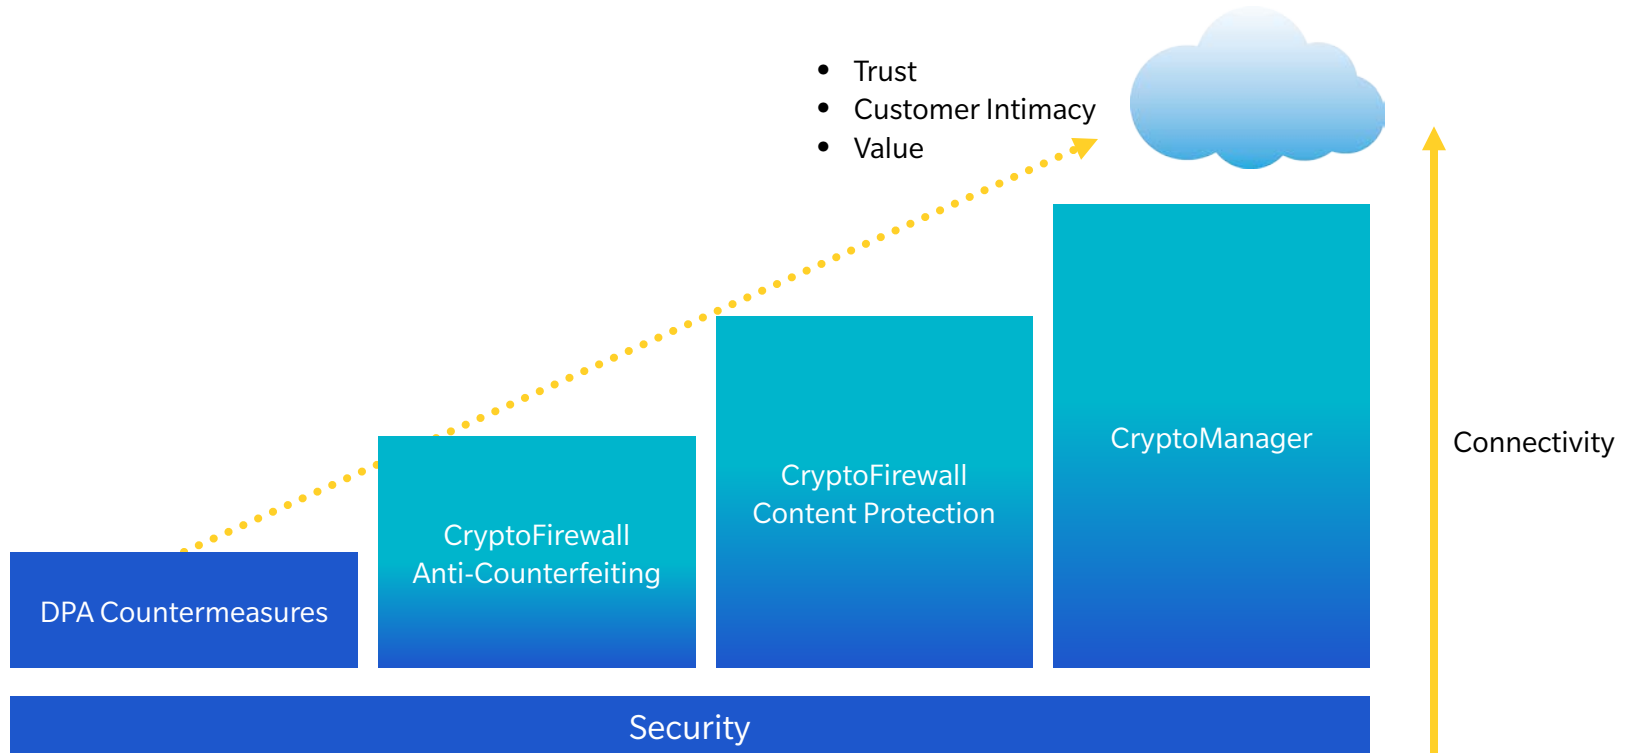 • Trust
• Customer Intimacy
• Value
CryptoManager
Connectivity
CryptoFirewall
Content Protection
CryptoFirewall
Anti-Counterfeiting
DPA Countermeasures
Security